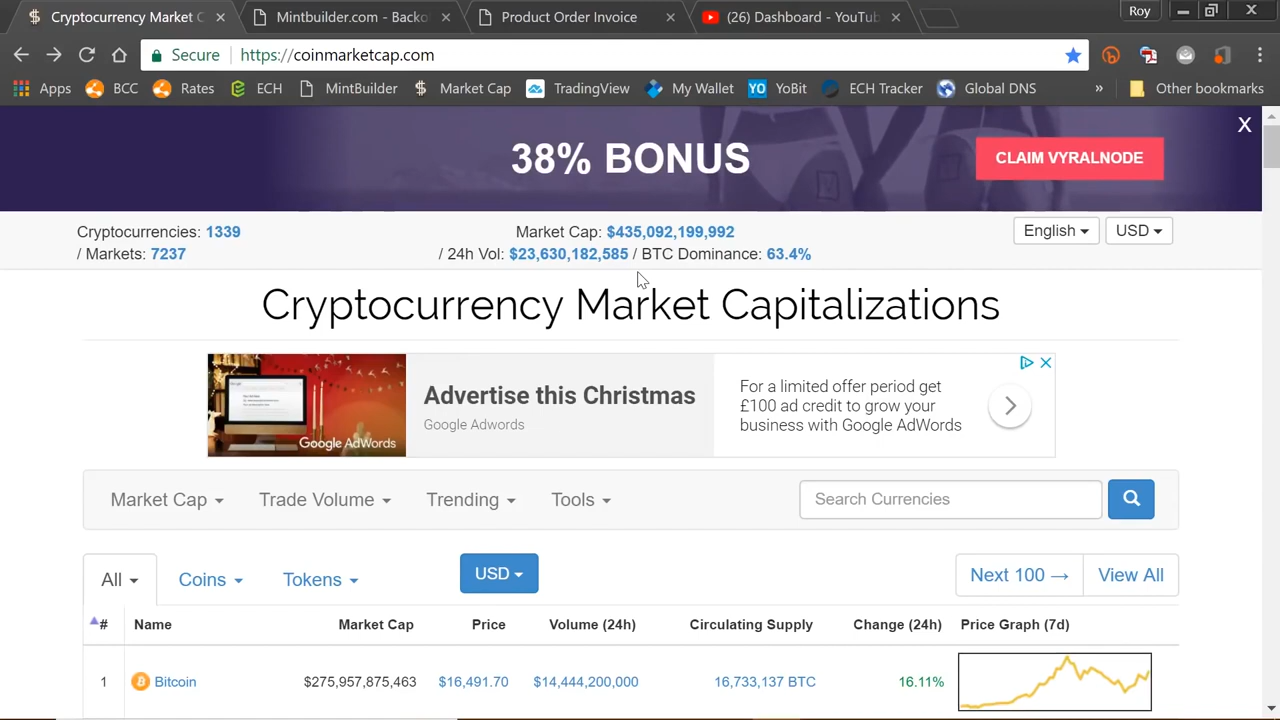 Cryptocurrency Market C
Mintbuilder.com - Backo
Product Order Invoice
(26) Dashboard - YouTub
Roy
Secure
https://coinmarketcap.com
Apps
BCC
Rates
ECH
MintBuilder
Market Cap
TradingView
My Wallet
YO
YoBit
ECH Tracker
Global DNS
»
Other bookmarks
X
38% BONUS
CLAIM VYRALNODE
Cryptocurrencies: 1339
/ Markets: 7237
Market Cap: $435,092,199,992
/ 24h Vol: $23,630,182,585 / BTC Dominance: 63.4%
English
USD
Cryptocurrency Market Capitalizations
Google AdWords
Advertise this Christmas
Google Adwords
For a limited offer period get
£100 ad credit to grow your
business with Google AdWords
Market Cap
Trade Volume
Trending
Tools
Search Currencies
All
Coins
Tokens
USD
Next 100 →
View All
# Name Market Cap Price Volume (24h) Circulating Supply Change (24h) Price Graph (7d)
1 Bitcoin $275,957,875,463 $16,491.70 $14,444,200,000 16,733,137 BTC 16.11%